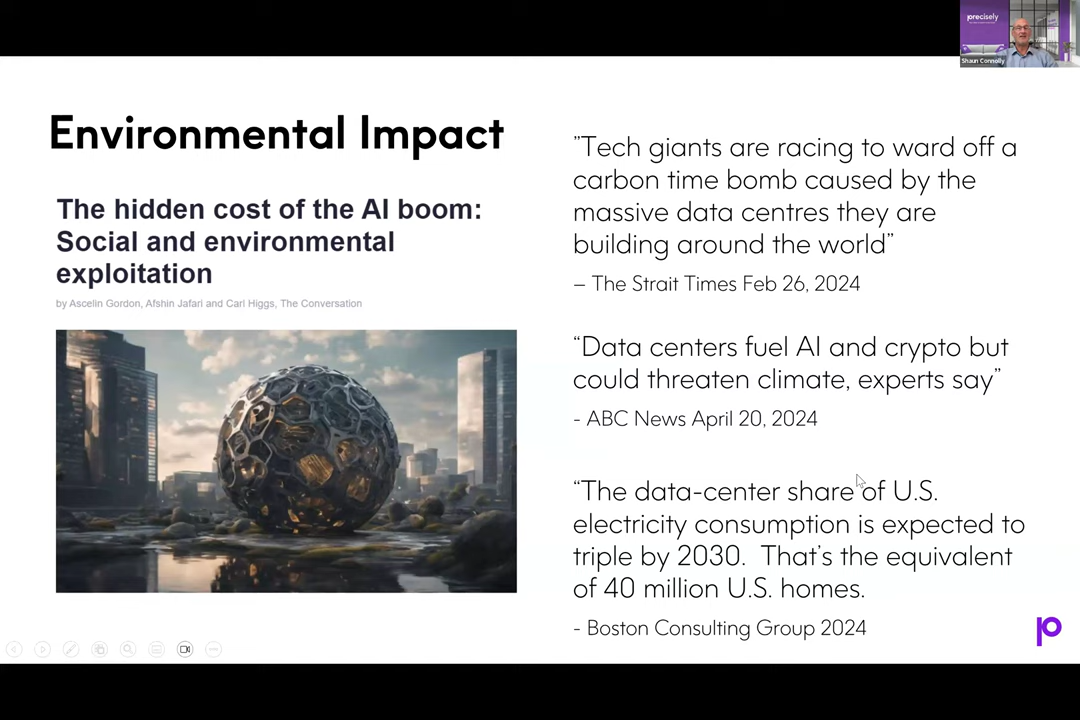 precisely
Shaun Connolly
Environmental Impact
The hidden cost of the AI boom:
Social and environmental
exploitation
by Ascelin Gordon, Afshin Jafari and Carl Higgs, The Conversation
”Tech giants are racing to ward off a
carbon time bomb caused by the
massive data centres they are
building around the world”
– The Strait Times Feb 26, 2024
“Data centers fuel AI and crypto but
could threaten climate, experts say”
- ABC News April 20, 2024
“The data-center share of U.S.
electricity consumption is expected to
triple by 2030. That’s the equivalent
of 40 million U.S. homes.
- Boston Consulting Group 2024
p